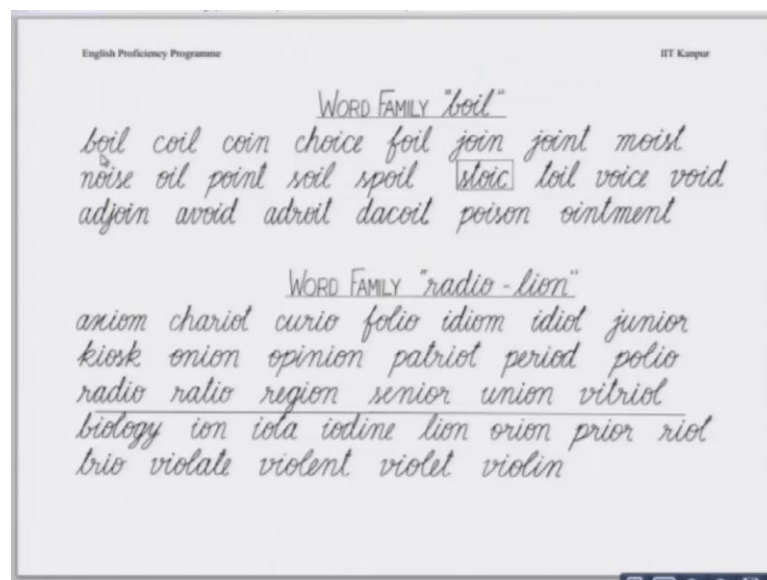 English Proficiency Programme IIT Kanpur
WORD FAMILY "boil"
boil coil coin choice foil join joint moist
noise oil point soil spoil stoic toil voice void
adjoin avoid adroit dacoit poison ointment
WORD FAMILY "radio - lion"
axiom chariot curio folio idiom idiot junior
kiosk onion opinion patriot period polio
radio ratio region senior union vitriol
biology ion iota iodine lion orion prior riot
trio violate violent violet violin